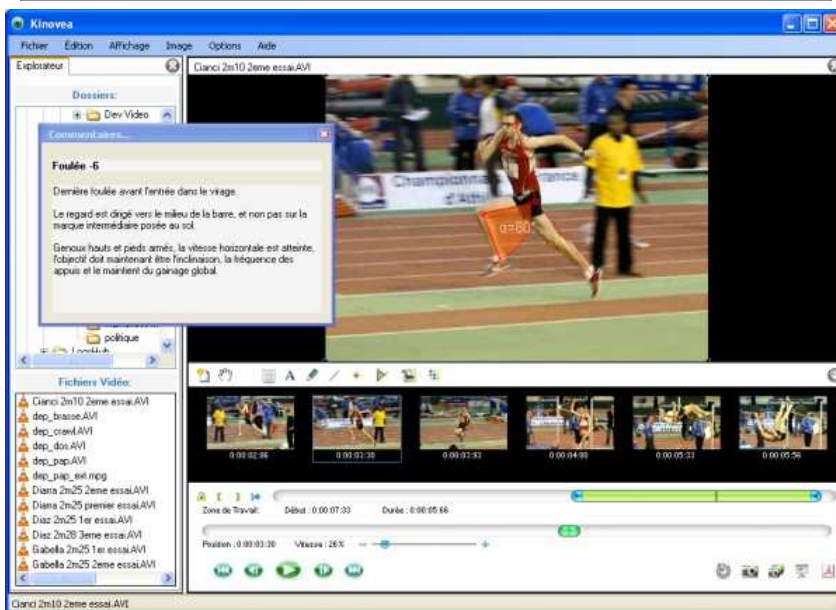 Kinovea
Fichier Édition Affichage Image Options Aide
Explorateur
Dossiers:
Dev Video
Commentaires...
Foulée -6
Dernière foulée avant l'entrée dans le virage.
Le regard est dirigé vers le milieu de la barre, et non pas sur la
marque intermédiaire posée au sol.
Genoux hauts et pieds armés, la vitesse horizontale est atteinte,
l'objectif doit maintenant être l'inclinaison, la fréquence des
appuis et le maintient du gainage global.
politique
Fichiers Vidéo:
Cianci 2m10 2eme essai.AVI
dep_brasse.AVI
dep_crawl.AVI
dep_dos.AVI
dep_pap.AVI
dep_pap_ext.mpg
Diana 2m25 2eme essai.AVI
Diana 2m25 premier essai.AVI
Diaz 2m25 1er essai.AVI
Diaz 2m28 3eme essai.AVI
Gabella 2m25 1er essai.AVI
Gabella 2m25 2eme essai.AVI
Cianci 2m10 2eme essai.AVI
Championna
d'Ath
α=60°
A
0:00:02:86 0:00:03:30 0:00:03:93 0:00:04:80 0:00:05:33 0:00:05:56
Zone de Travail: Début : 0:00:07:33 Durée : 0:00:05:66
Position : 0:00:03:30 Vitesse : 26%
Cianci 2m10 2eme essai.AVI